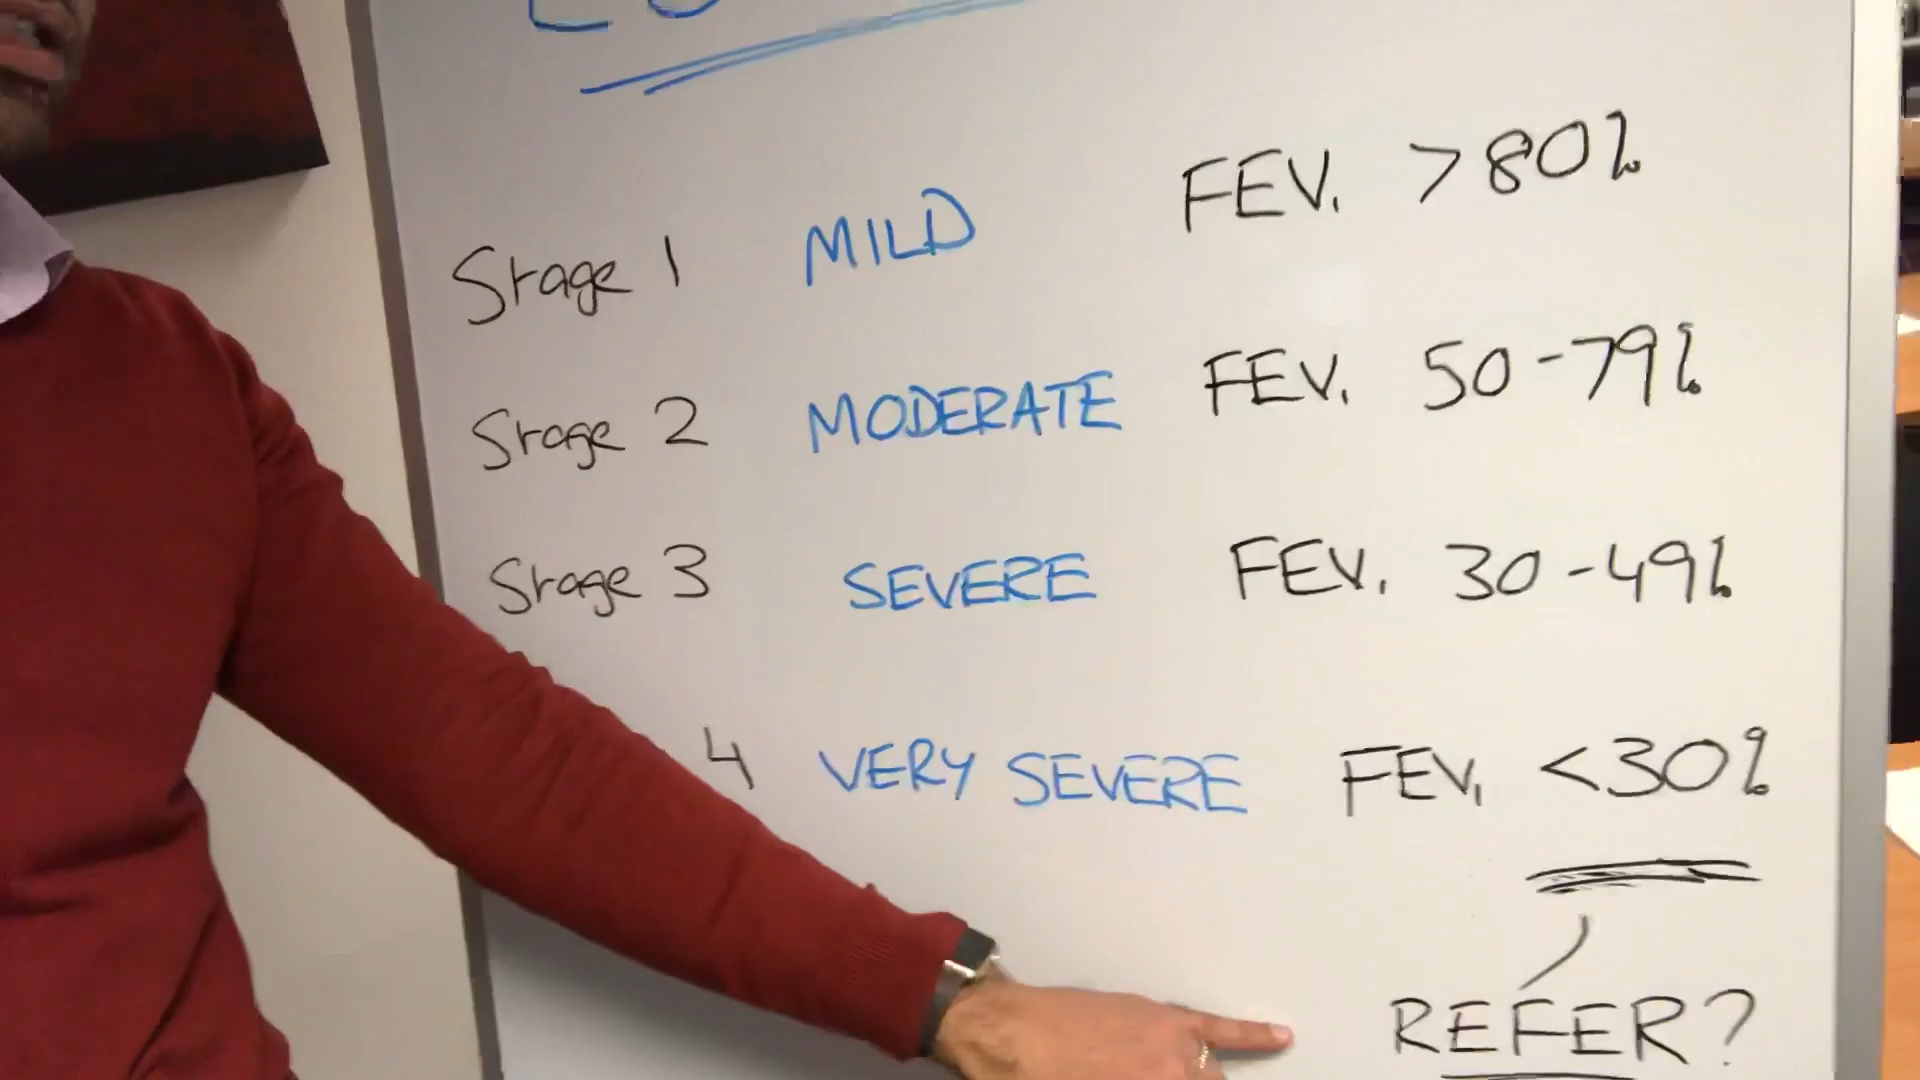 Stage 1 MILD FEV₁ >80%
Stage 2 MODERATE FEV₁ 50-79%
Stage 3 SEVERE FEV₁ 30-49%
4 VERY SEVERE FEV₁ <30%
REFER?